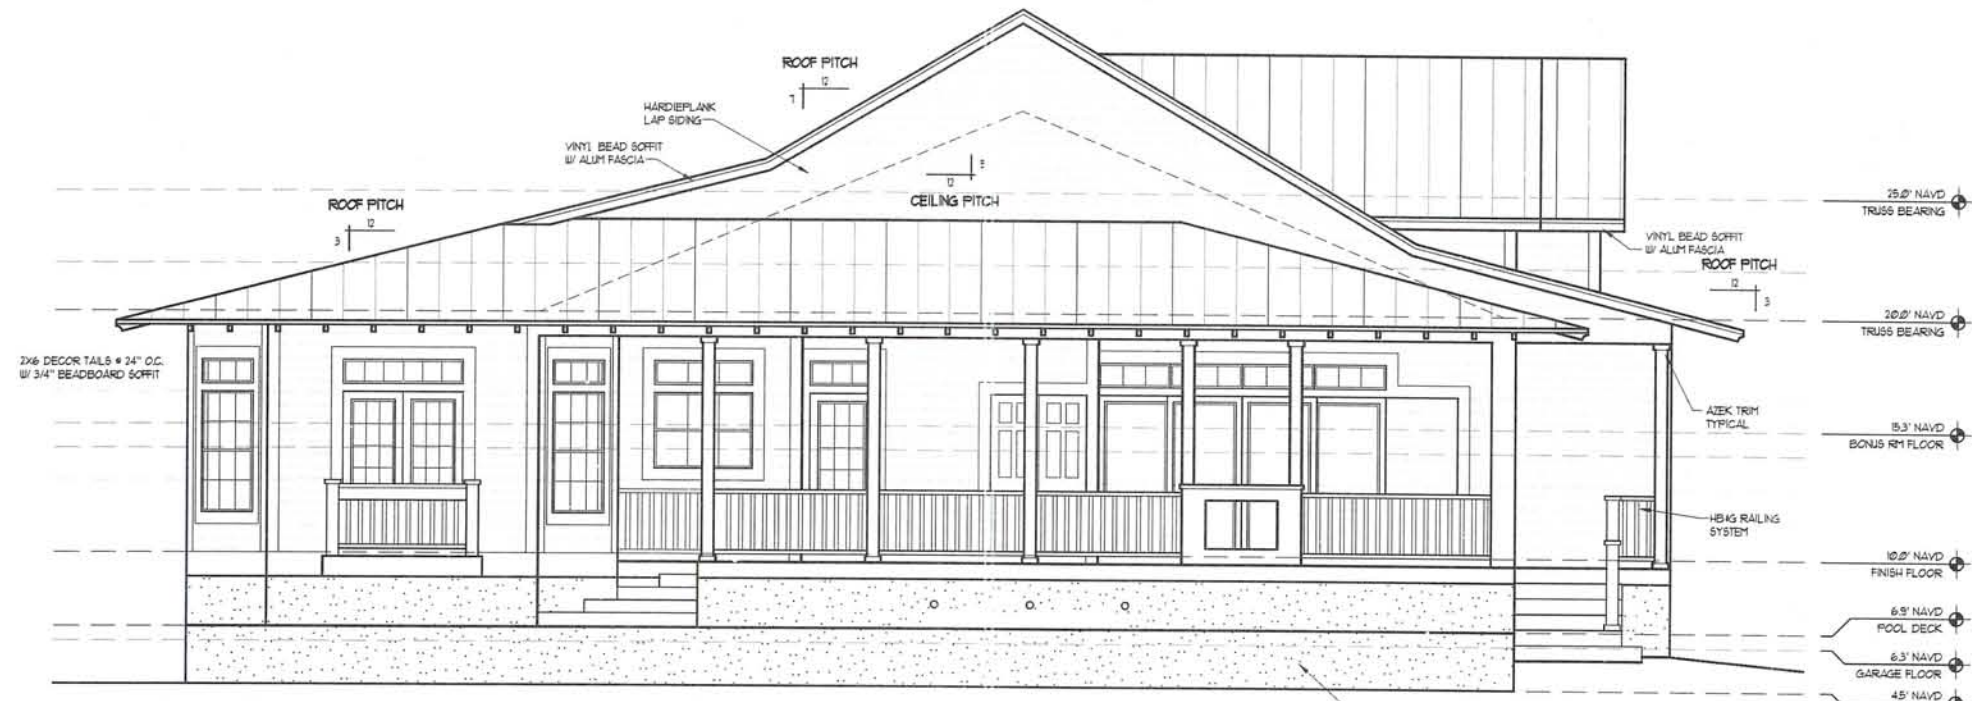 ROOF PITCH
12
7
HARDIEPLANK
LAP SIDING
VINYL BEAD SOFFIT
W/ ALUM FASCIA
ROOF PITCH
12
3
3
12
CEILING PITCH
25.0' NAVD
TRUSS BEARING
VINYL BEAD SOFFIT
W/ ALUM FASCIA
ROOF PITCH
12
3
20.0' NAVD
TRUSS BEARING
2X6 DECOR TAILS @ 24" O.C.
W/ 3/4" BEADBOARD SOFFIT
AZEK TRIM
TYPICAL
15.3' NAVD
BONUS RM FLOOR
HB&G RAILING
SYSTEM
10.0' NAVD
FINISH FLOOR
6.9' NAVD
POOL DECK
6.3' NAVD
GARAGE FLOOR
4.5' NAVD